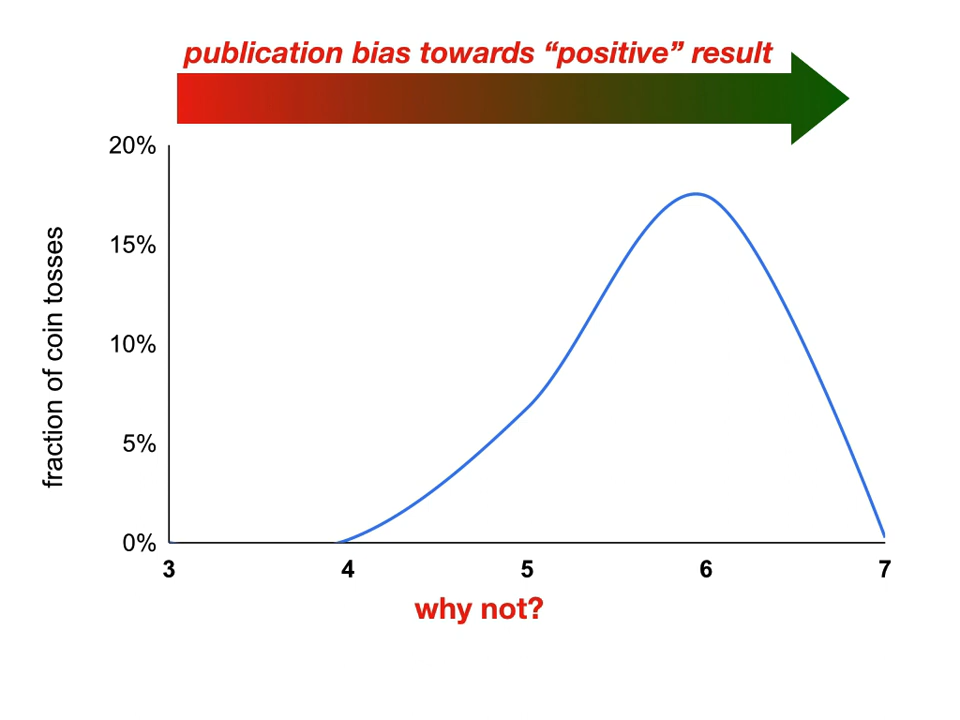 publication bias towards “positive” result
20%
15%
10%
5%
0%
fraction of coin tosses
3 4 5 6 7
why not?